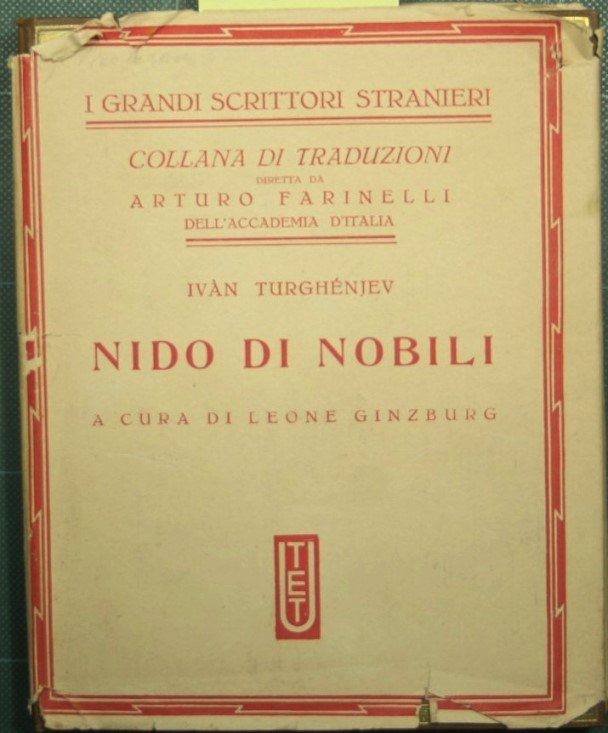 I GRANDI SCRITTORI STRANIERI
COLLANA DI TRADUZIONI
DIRETTA DA
ARTURO FARINELLI
DELL'ACCADEMIA D'ITALIA
IVÀN TURGHÉNJEV
NIDO DI NOBILI
A CURA DI LEONE GINZBURG
UTET